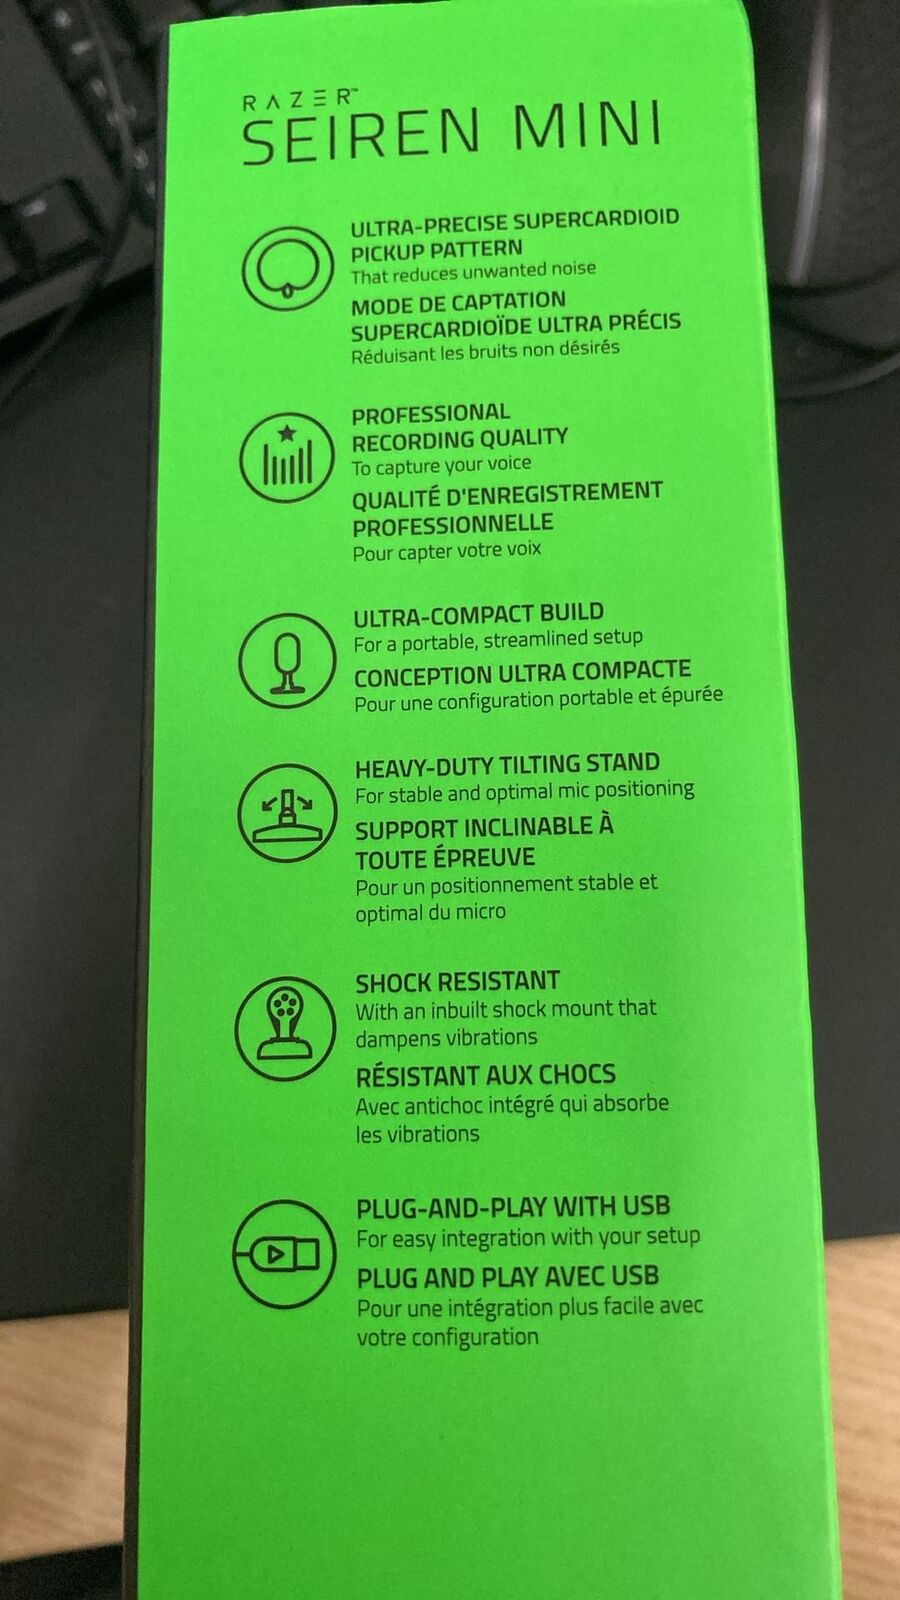 RAZER™
SEIREN MINI
ULTRA-PRECISE SUPERCARDIOID
PICKUP PATTERN
That reduces unwanted noise
MODE DE CAPTATION
SUPERCARDIOÏDE ULTRA PRÉCIS
Réduisant les bruits non désirés
PROFESSIONAL
RECORDING QUALITY
To capture your voice
QUALITÉ D'ENREGISTREMENT
PROFESSIONNELLE
Pour capter votre voix
ULTRA-COMPACT BUILD
For a portable, streamlined setup
CONCEPTION ULTRA COMPACTE
Pour une configuration portable et épurée
HEAVY-DUTY TILTING STAND
For stable and optimal mic positioning
SUPPORT INCLINABLE À
TOUTE ÉPREUVE
Pour un positionnement stable et
optimal du micro
SHOCK RESISTANT
With an inbuilt shock mount that
dampens vibrations
RÉSISTANT AUX CHOCS
Avec antichoc intégré qui absorbe
les vibrations
PLUG-AND-PLAY WITH USB
For easy integration with your setup
PLUG AND PLAY AVEC USB
Pour une intégration plus facile avec
votre configuration